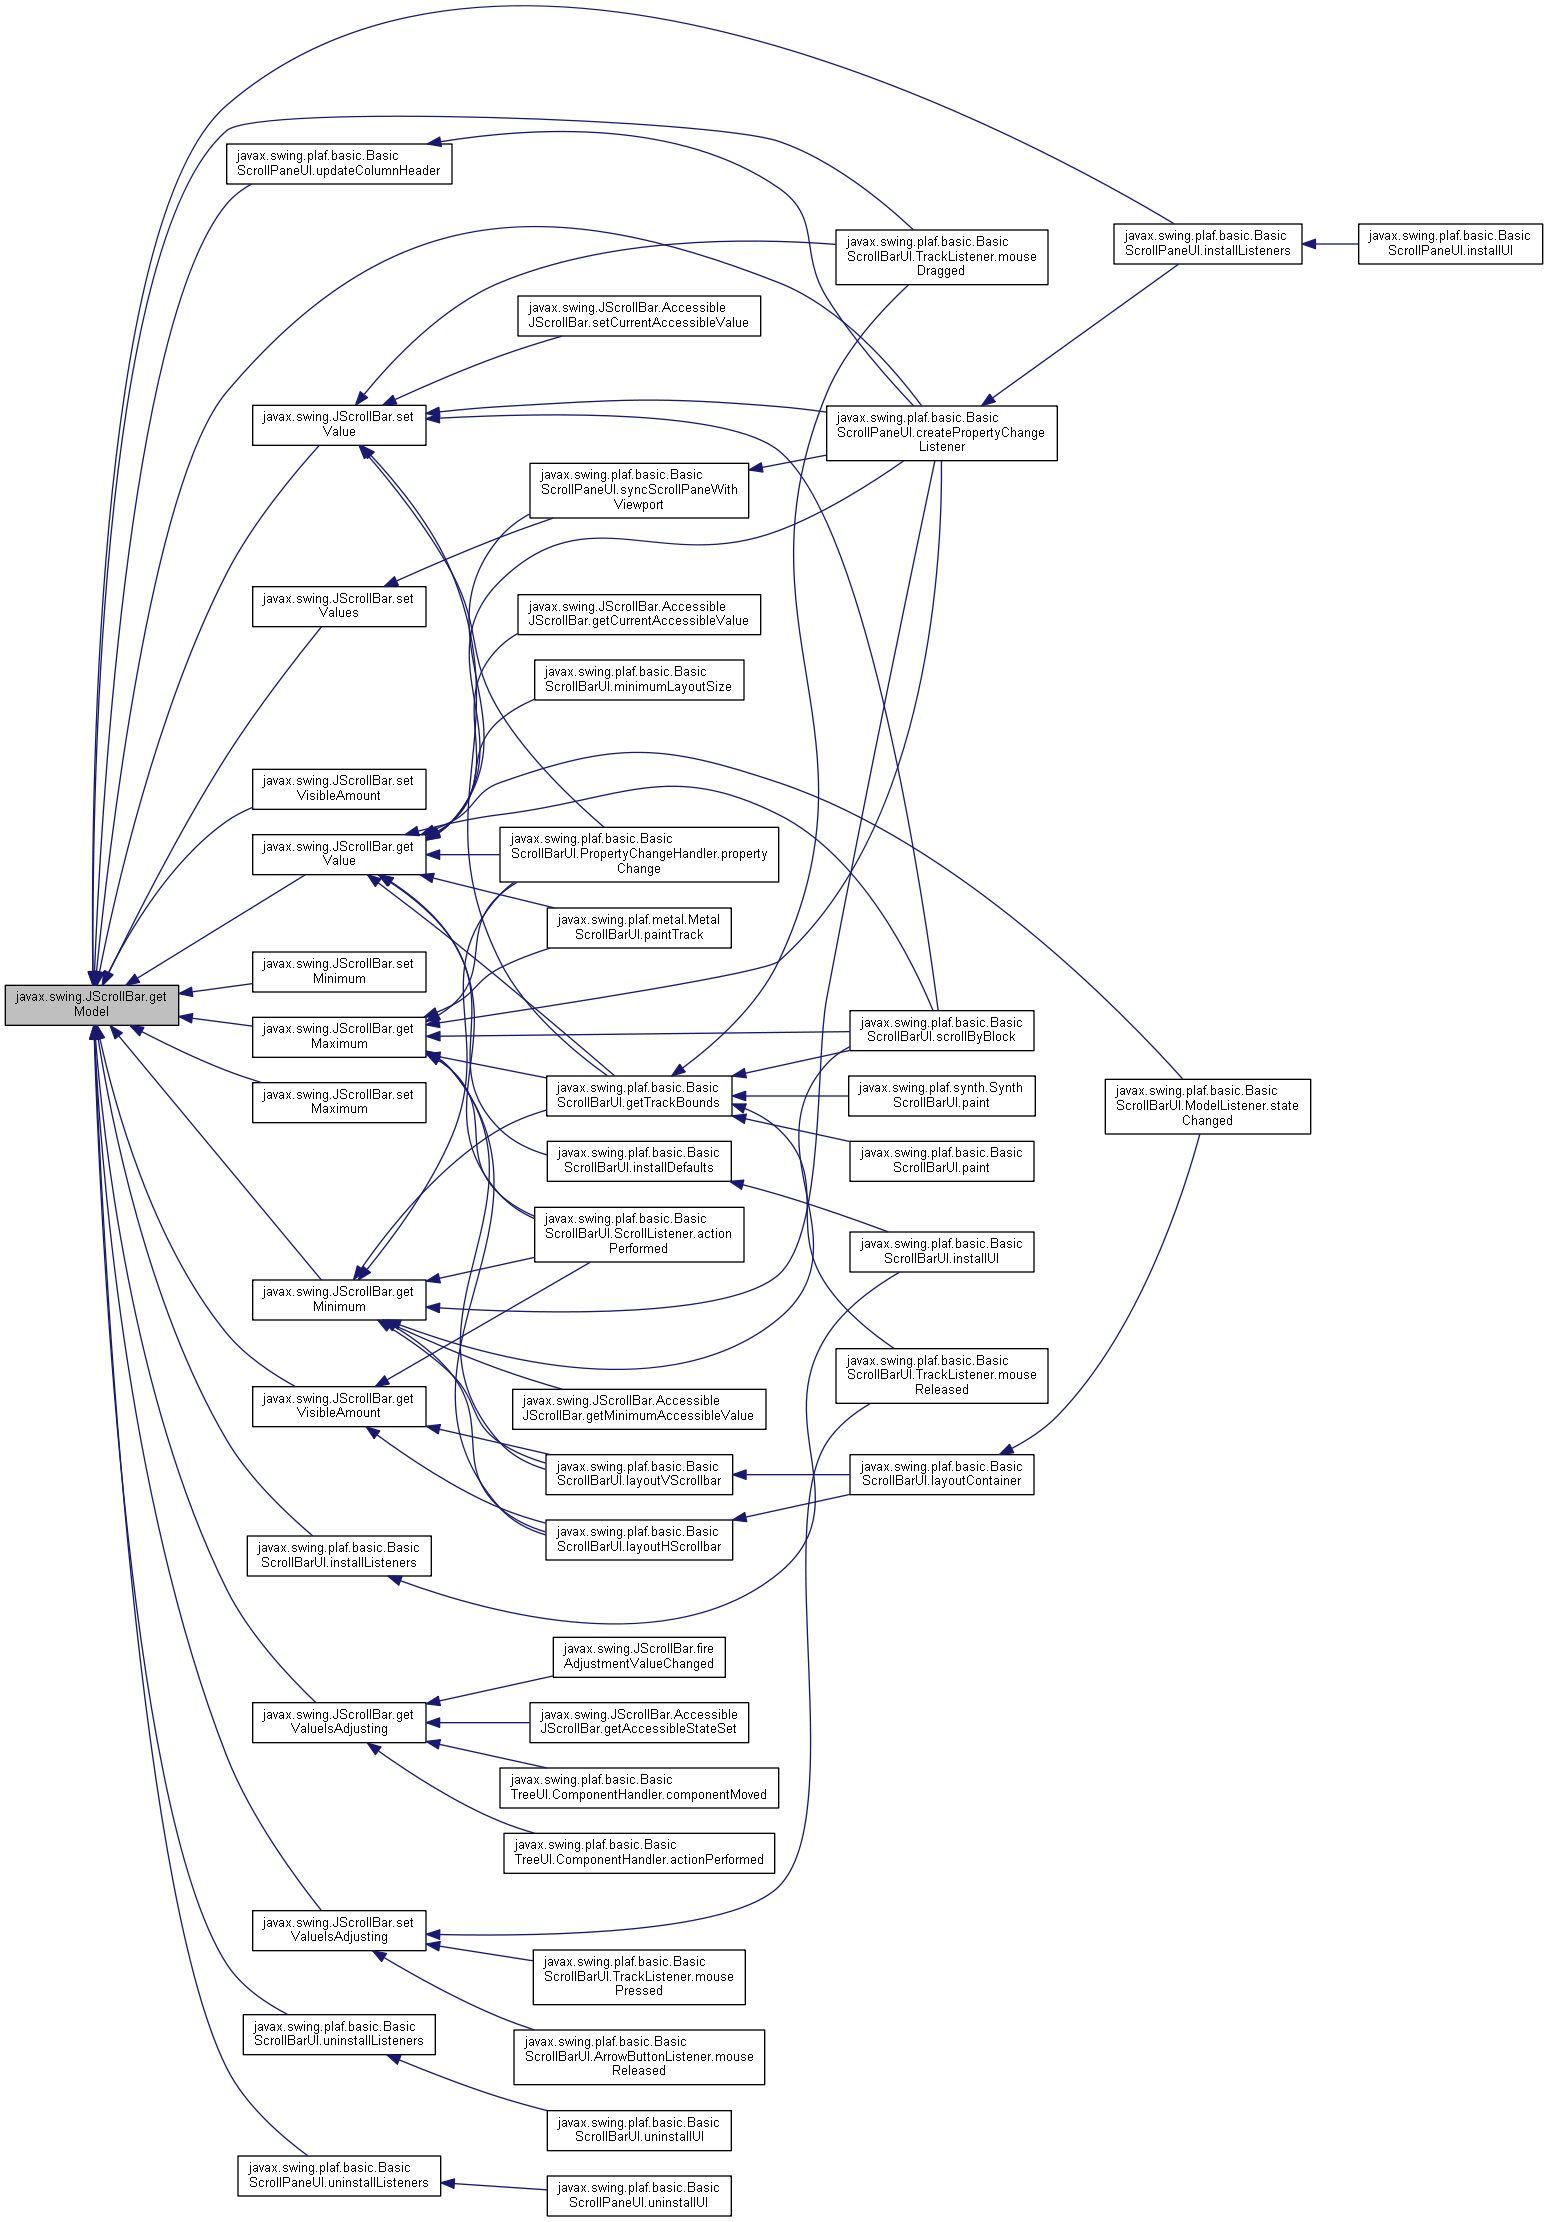 javax.swing.JScrollBar.get
Model
javax.swing.plaf.basic.Basic
ScrollPaneUI.updateColumnHeader
javax.swing.JScrollBar.set
Value
javax.swing.JScrollBar.set
Values
javax.swing.JScrollBar.set
VisibleAmount
javax.swing.JScrollBar.get
Value
javax.swing.JScrollBar.set
Minimum
javax.swing.JScrollBar.get
Maximum
javax.swing.JScrollBar.set
Maximum
javax.swing.JScrollBar.get
Minimum
javax.swing.JScrollBar.get
VisibleAmount
javax.swing.plaf.basic.Basic
ScrollBarUI.installListeners
javax.swing.JScrollBar.get
ValueIsAdjusting
javax.swing.JScrollBar.set
ValueIsAdjusting
javax.swing.plaf.basic.Basic
ScrollBarUI.uninstallListeners
javax.swing.plaf.basic.Basic
ScrollPaneUI.uninstallListeners
javax.swing.JScrollBar.Accessible
JScrollBar.setCurrentAccessibleValue
javax.swing.plaf.basic.Basic
ScrollPaneUI.syncScrollPaneWith
Viewport
javax.swing.JScrollBar.Accessible
JScrollBar.getCurrentAccessibleValue
javax.swing.plaf.basic.Basic
ScrollBarUI.minimumLayoutSize
javax.swing.plaf.basic.Basic
ScrollBarUI.PropertyChangeHandler.property
Change
javax.swing.plaf.metal.Metal
ScrollBarUI.paintTrack
javax.swing.plaf.basic.Basic
ScrollBarUI.getTrackBounds
javax.swing.plaf.basic.Basic
ScrollBarUI.installDefaults
javax.swing.plaf.basic.Basic
ScrollBarUI.ScrollListener.action
Performed
javax.swing.JScrollBar.Accessible
JScrollBar.getMinimumAccessibleValue
javax.swing.plaf.basic.Basic
ScrollBarUI.layoutVScrollbar
javax.swing.plaf.basic.Basic
ScrollBarUI.layoutHScrollbar
javax.swing.JScrollBar.fire
AdjustmentValueChanged
javax.swing.JScrollBar.Accessible
JScrollBar.getAccessibleStateSet
javax.swing.plaf.basic.Basic
TreeUI.ComponentHandler.componentMoved
javax.swing.plaf.basic.Basic
TreeUI.ComponentHandler.actionPerformed
javax.swing.plaf.basic.Basic
ScrollBarUI.TrackListener.mouse
Pressed
javax.swing.plaf.basic.Basic
ScrollBarUI.ArrowButtonListener.mouse
Released
javax.swing.plaf.basic.Basic
ScrollBarUI.uninstallUI
javax.swing.plaf.basic.Basic
ScrollPaneUI.uninstallUI
javax.swing.plaf.basic.Basic
ScrollBarUI.TrackListener.mouse
Dragged
javax.swing.plaf.basic.Basic
ScrollPaneUI.createPropertyChange
Listener
javax.swing.plaf.basic.Basic
ScrollBarUI.scrollByBlock
javax.swing.plaf.synth.Synth
ScrollBarUI.paint
javax.swing.plaf.basic.Basic
ScrollBarUI.paint
javax.swing.plaf.basic.Basic
ScrollBarUI.installUI
javax.swing.plaf.basic.Basic
ScrollBarUI.TrackListener.mouse
Released
javax.swing.plaf.basic.Basic
ScrollBarUI.layoutContainer
javax.swing.plaf.basic.Basic
ScrollPaneUI.installListeners
javax.swing.plaf.basic.Basic
ScrollBarUI.ModelListener.state
Changed
javax.swing.plaf.basic.Basic
ScrollPaneUI.installUI